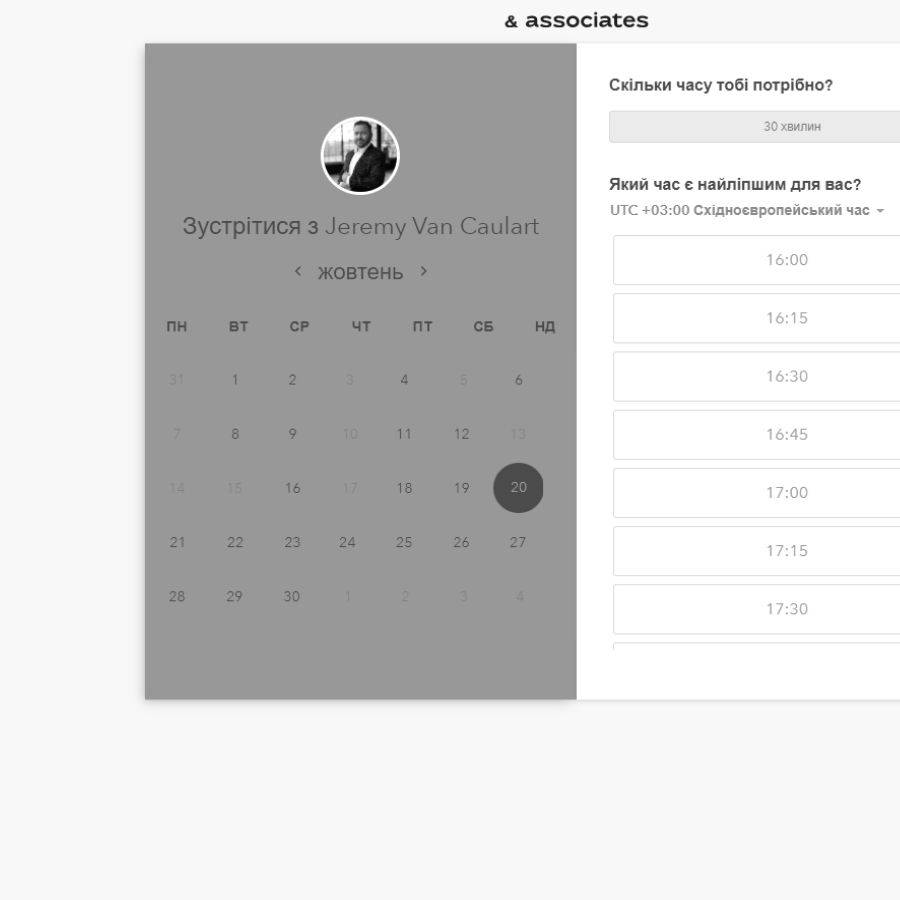 & associates
Зустрітися з Jeremy Van Caulart
жовтень
ПН ВТ СР ЧТ ПТ СБ НД
31 1 2 3 4 5 6
7 8 9 10 11 12 13
14 15 16 17 18 19 20
21 22 23 24 25 26 27
28 29 30 1 2 3 4
Скільки часу тобі потрібно?
30 хвилин
Який час є найліпшим для вас?
UTC +03:00 Східноєвропейський час
16:00
16:15
16:30
16:45
17:00
17:15
17:30